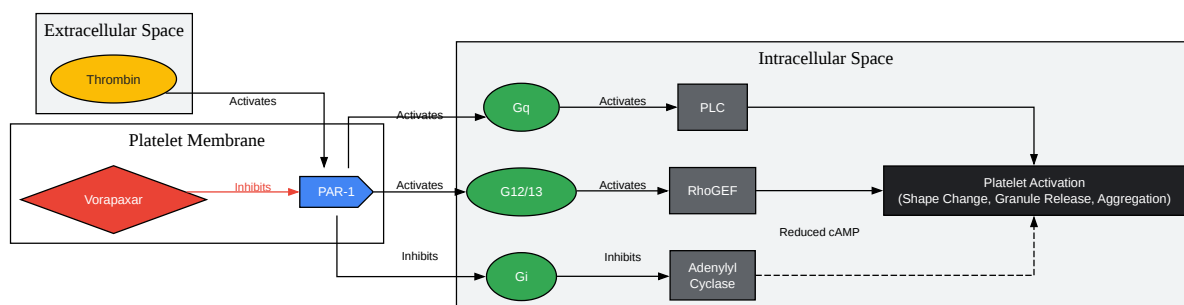 Extracellular Space
Thrombin
Activates
Platelet Membrane
Vorapaxar
Inhibits
PAR-1
Activates
Activates
Inhibits
Intracellular Space
Gq
Activates
PLC
G12/13
Activates
RhoGEF
Gi
Inhibits
Adenylyl
Cyclase
Reduced cAMP
Platelet Activation
(Shape Change, Granule Release, Aggregation)